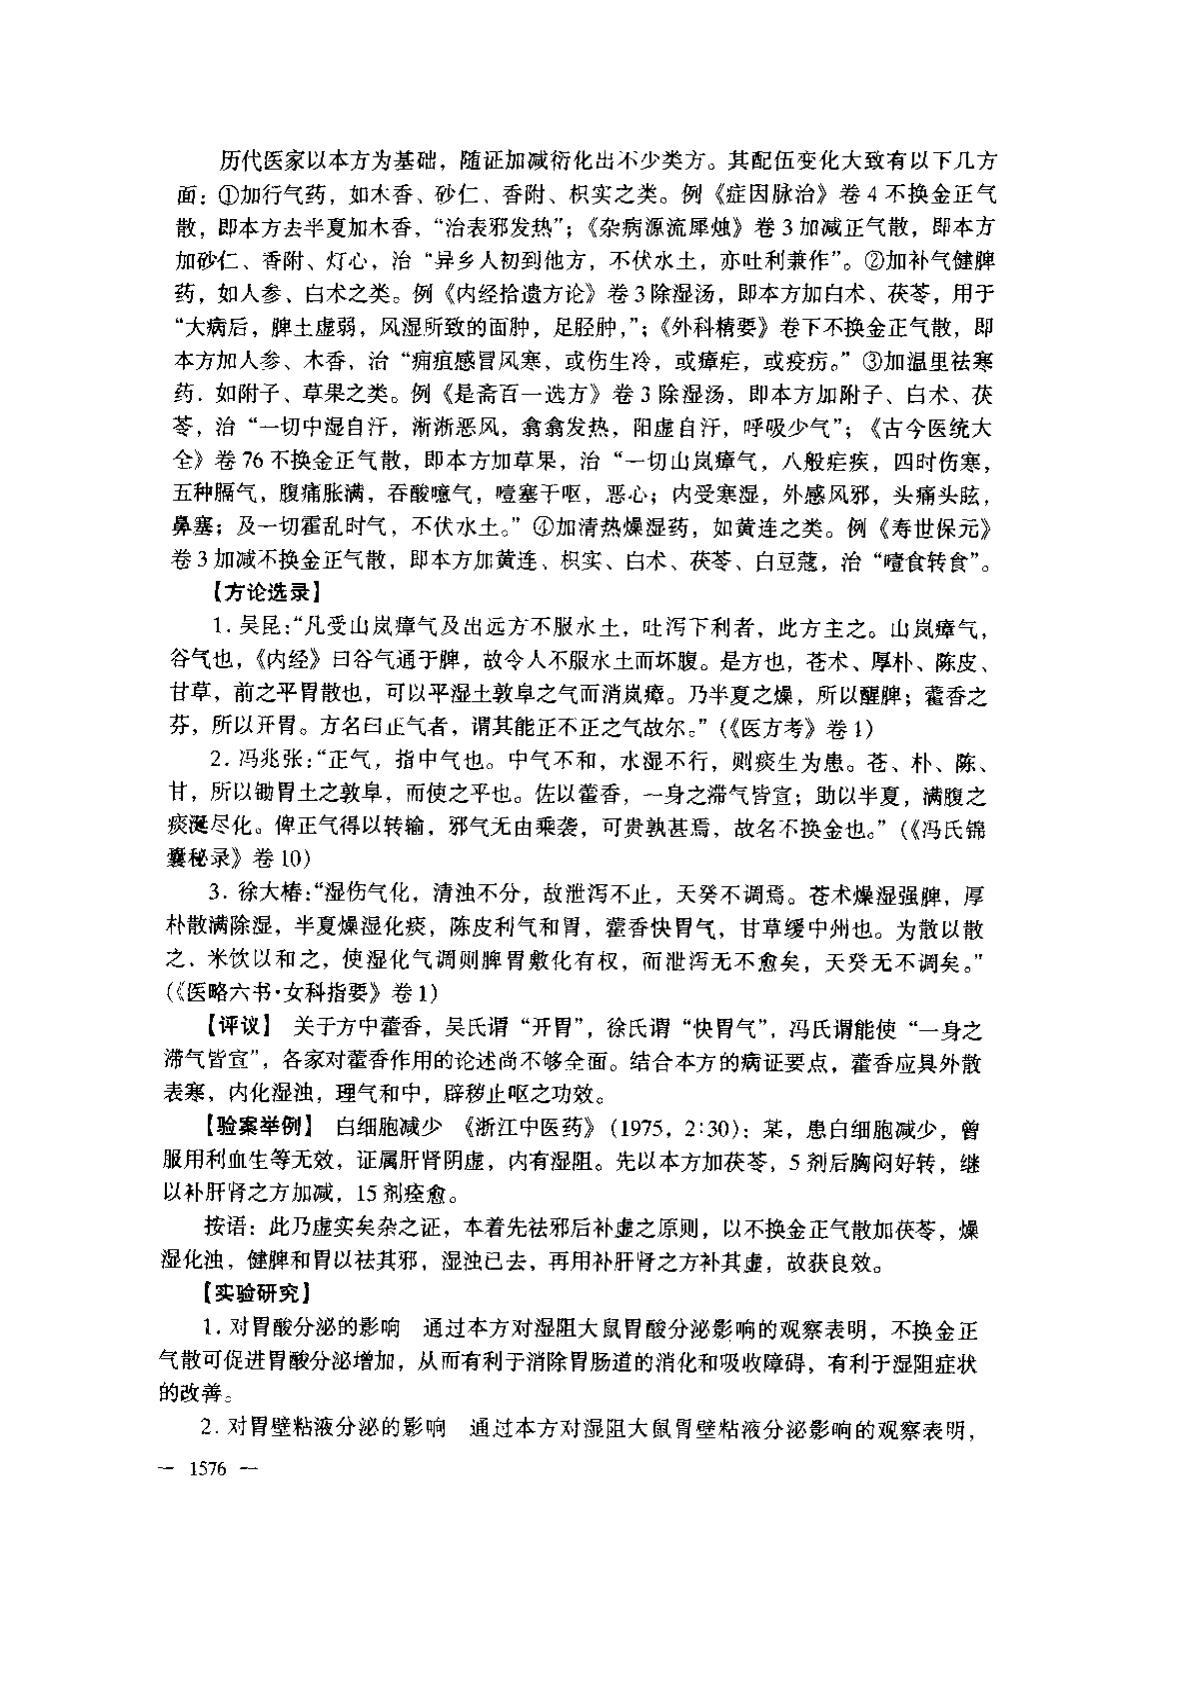 历代医家以本方为基础，随证加减衍化出不少类方。其配伍变化大致有以下几方
面：①加行气药，如木香、砂仁、香附、枳实之类。例《症因脉治》卷 4 不换金正气
散，即本方去半夏加木香，“治表邪发热”；《杂病源流犀烛》卷 3 加减正气散，即本方
加砂仁、香附、灯心，治“异乡人初到他方，不伏水土，亦吐利兼作”。②加补气健脾
药，如人参、白术之类。例《内经拾遗方论》卷 3 除湿汤，即本方加白术、茯苓，用于
“大病后，脾土虚弱，风湿所致的面肿，足胫肿，”；《外科精要》卷下不换金正气散，即
本方加人参、木香，治“痈疽感冒风寒，或伤生冷，或瘴疟，或疫疠。”③加温里祛寒
药．如附子、草果之类。例《是斋百一选方》卷 3 除湿汤，即本方加附子、白术、茯
苓，治“一切中湿自汗，渐渐恶风，翕翕发热，阳虚自汗，呼吸少气”；《古今医统大
全》卷 76 不换金正气散，即本方加草果，治“一切山岚瘴气，八般疟疾，四时伤寒，
五种膈气，腹痛胀满，吞酸噫气，噎塞干呕，恶心；内受寒湿，外感风邪，头痛头眩，
鼻塞；及一切霍乱时气，不伏水土。”④加清热燥湿药，如黄连之类。例《寿世保元》
卷 3 加减不换金正气散，即本方加黄连、枳实、白术、茯苓、白豆蔻，治“噎食转食”。
【方论选录】
1. 吴昆：“凡受山岚瘴气及出远方不服水土，吐泻下利者，此方主之。山岚瘴气，
谷气也，《内经》曰谷气通于脾，故令人不服水土而坏腹。是方也，苍术、厚朴、陈皮、
甘草，前之平胃散也，可以平湿土敦阜之气而消岚瘴。乃半夏之燥，所以醒脾；藿香之
芬，所以开胃。方名曰正气者，谓其能正不正之气故尔。”（《医方考》卷 1）
2. 冯兆张：“正气，指中气也。中气不和，水湿不行，则痰生为患。苍、朴、陈、
甘，所以锄胃土之敦阜，而使之平也。佐以藿香，一身之滞气皆宣；助以半夏，满腹之
痰涎尽化。俾正气得以转输，邪气无由乘袭，可贵孰甚焉，故名不换金也。”（《冯氏锦
囊秘录》卷 10）
3. 徐大椿：“湿伤气化，清浊不分，故泄泻不止，天癸不调焉。苍术燥湿强脾，厚
朴散满除湿，半夏燥湿化痰，陈皮利气和胃，藿香快胃气，甘草缓中州也。为散以散
之．米饮以和之，使湿化气调则脾胃敷化有权，而泄泻无不愈矣，天癸无不调矣。”
（《医略六书·女科指要》卷 1）
【评议】 关于方中藿香，吴氏谓“开胃”，徐氏谓“快胃气”，冯氏谓能使“一身之
滞气皆宣”，各家对藿香作用的论述尚不够全面。结合本方的病证要点，藿香应具外散
表寒，内化湿浊，理气和中，辟秽止呕之功效。
【验案举例】 白细胞减少 《浙江中医药》（1975，2∶30）：某，患白细胞减少，曾
服用利血生等无效，证属肝肾阴虚，内有湿阻。先以本方加茯苓，5 剂后胸闷好转，继
以补肝肾之方加减，15 剂痊愈。
按语：此乃虚实矣杂之证，本着先祛邪后补虚之原则，以不换金正气散加茯苓，燥
湿化浊，健脾和胃以祛其邪，湿浊已去，再用补肝肾之方补其虚，故获良效。
【实验研究】
1. 对胃酸分泌的影响 通过本方对湿阻大鼠胃酸分泌影响的观察表明，不换金正
气散可促进胃酸分泌增加，从而有利于消除胃肠道的消化和吸收障碍，有利于湿阻症状
的改善。
2. 对胃壁粘液分泌的影响 通过本方对湿阻大鼠胃壁粘液分泌影响的观察表明，
— 1576 —